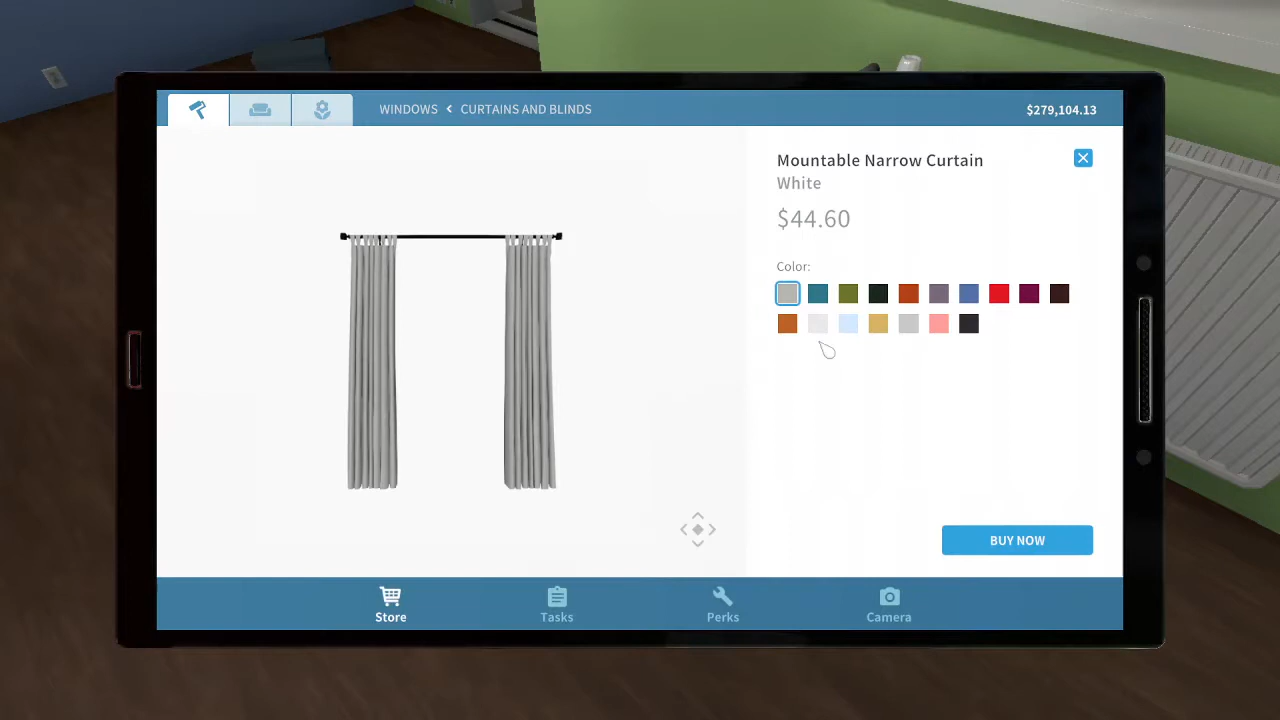 WINDOWS < CURTAINS AND BLINDS
$279,104.13
Mountable Narrow Curtain
White
$44.60
Color:
BUY NOW
Store
Tasks
Perks
Camera